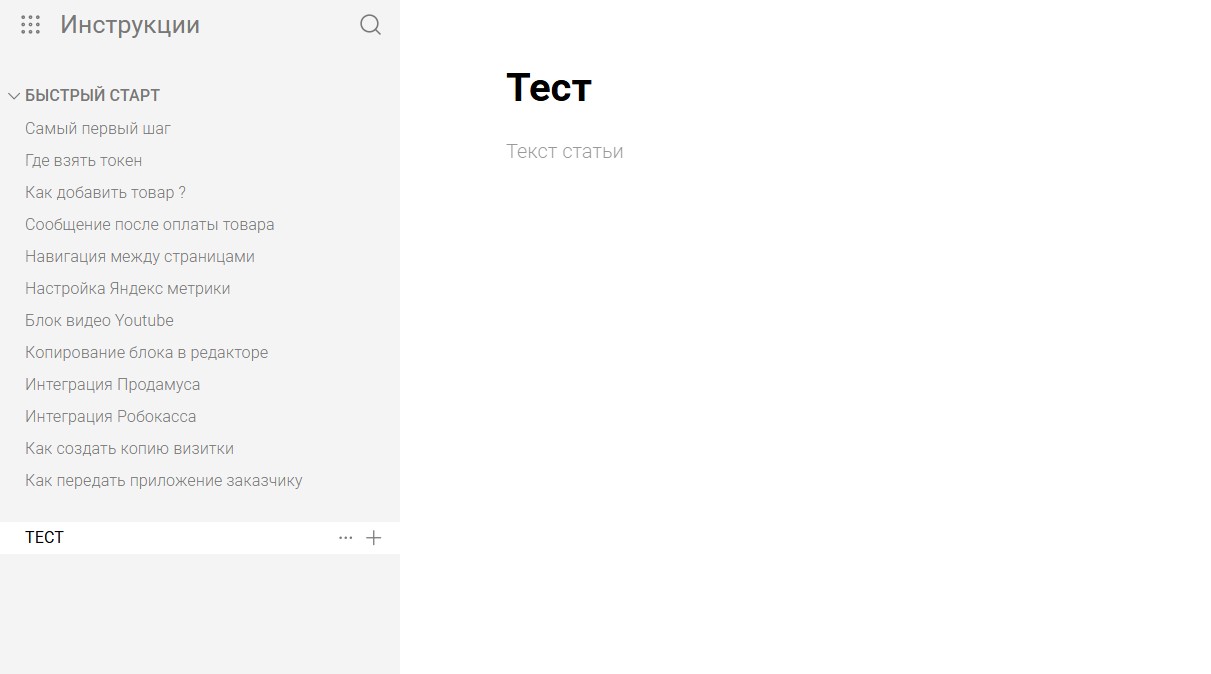 Инструкции
БЫСТРЫЙ СТАРТ
Самый первый шаг
Где взять токен
Как добавить товар ?
Сообщение после оплаты товара
Навигация между страницами
Настройка Яндекс метрики
Блок видео Youtube
Копирование блока в редакторе
Интеграция Продамуса
Интеграция Робокасса
Как создать копию визитки
Как передать приложение заказчику
ТЕСТ
Тест
Текст статьи